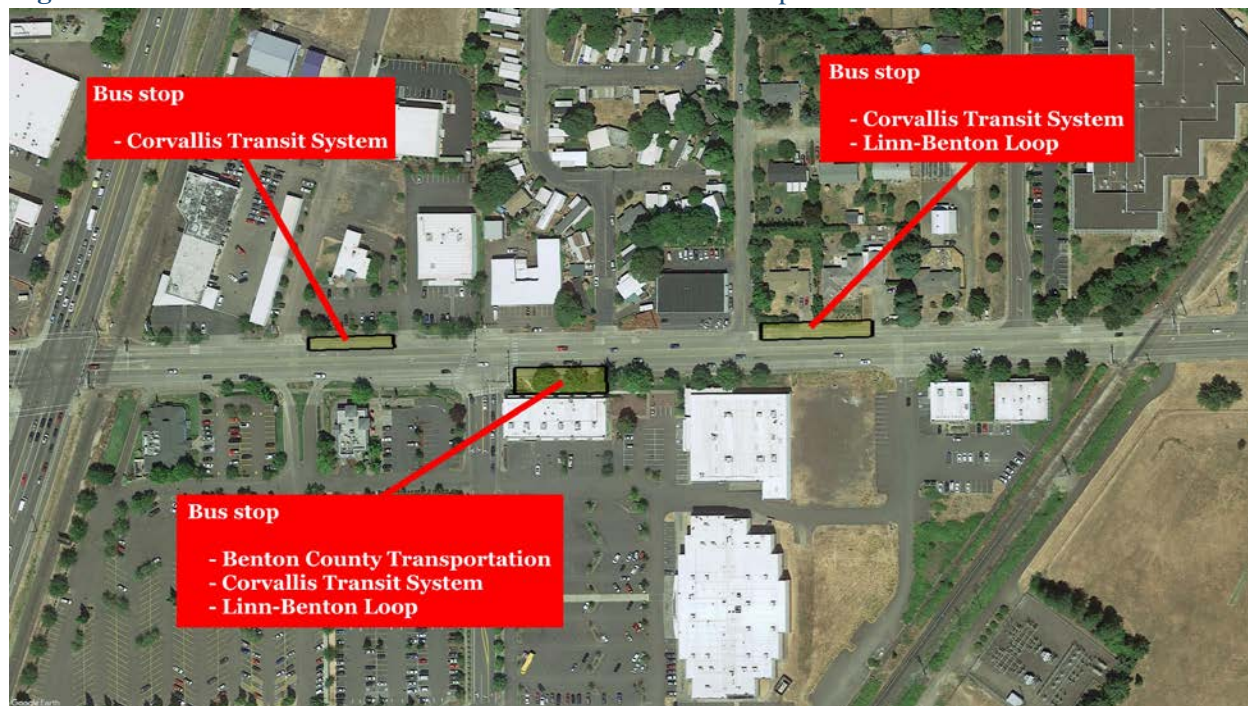 Bus stop
- Corvallis Transit System
Bus stop
- Corvallis Transit System
- Linn-Benton Loop
Bus stop
- Benton County Transportation
- Corvallis Transit System
- Linn-Benton Loop
Google Earth